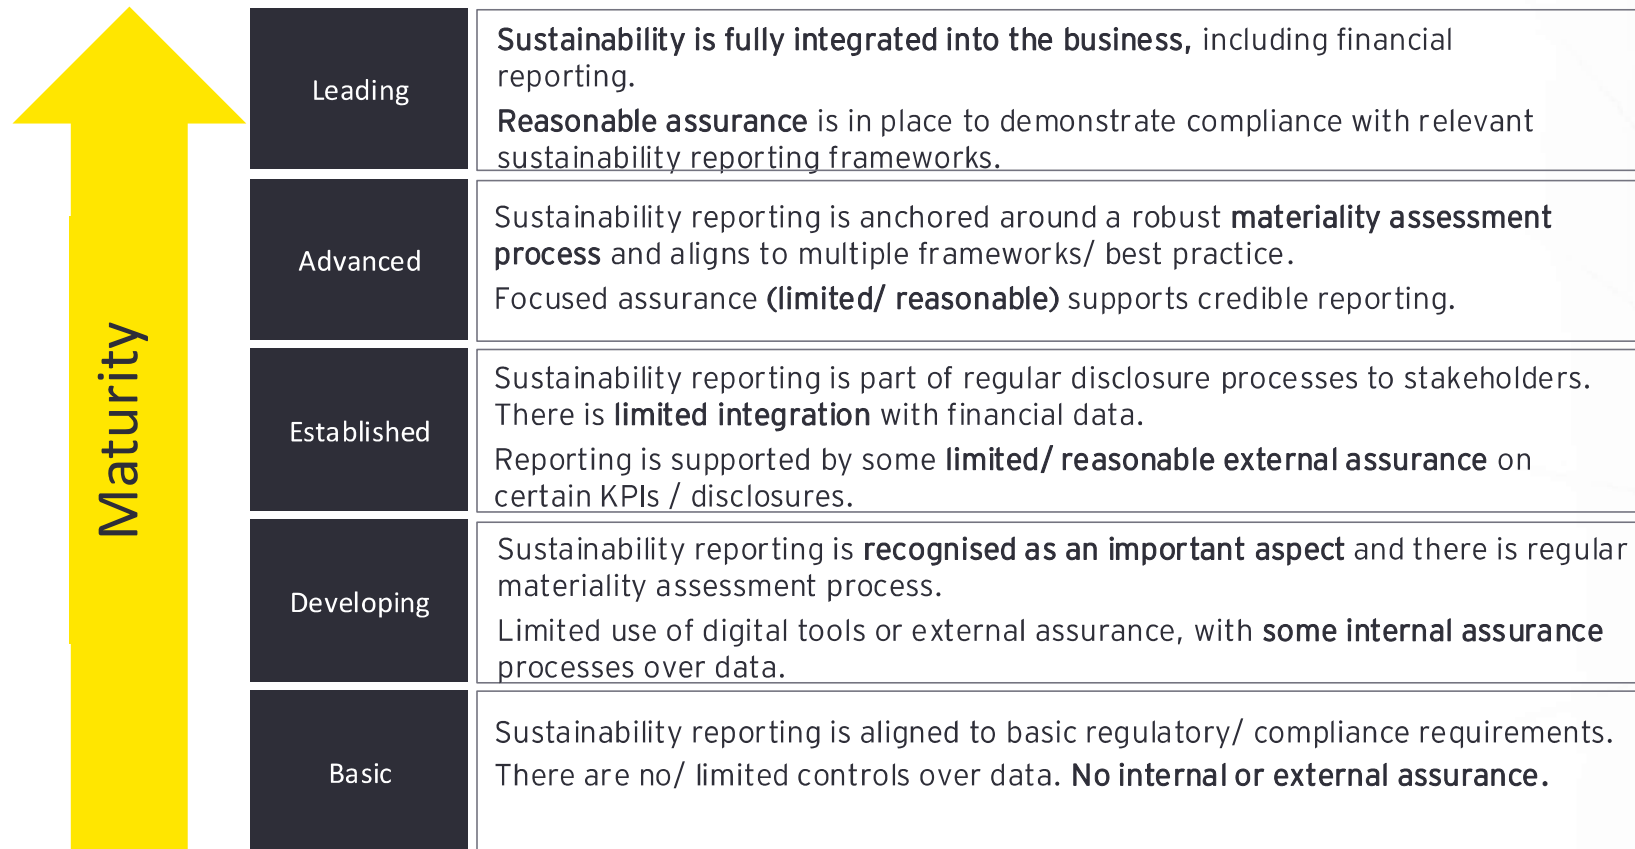 Maturity
Leading
Sustainability is fully integrated into the business, including financial
reporting.
Reasonable assurance is in place to demonstrate compliance with relevant
sustainability reporting frameworks.
Advanced
Sustainability reporting is anchored around a robust materiality assessment
process and aligns to multiple frameworks/ best practice.
Focused assurance (limited/ reasonable) supports credible reporting.
Established
Sustainability reporting is part of regular disclosure processes to stakeholders.
There is limited integration with financial data.
Reporting is supported by some limited/ reasonable external assurance on
certain KPIs / disclosures.
Developing
Sustainability reporting is recognised as an important aspect and there is regular
materiality assessment process.
Limited use of digital tools or external assurance, with some internal assurance
processes over data.
Basic
Sustainability reporting is aligned to basic regulatory/ compliance requirements.
There are no/ limited controls over data. No internal or external assurance.